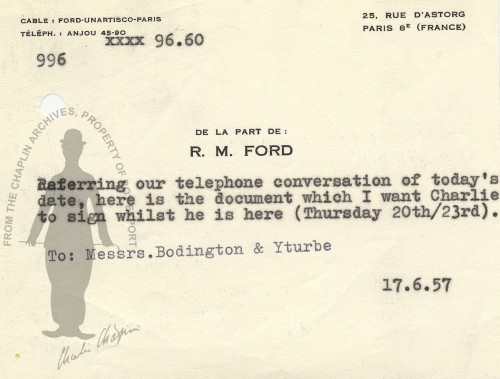 CABLE : FORD-UNARTISCO-PARIS
TÉLÉPH. : ANJOU 45-90
xxxx 96.60
996
25, RUE D'ASTORG
PARIS 8E (FRANCE)
DE LA PART DE :
R. M. FORD
Referring our telephone conversation of today's
date, here is the document which I want Charlie
to sign whilst he is here (Thursday 20th/23rd).
To: Messrs.Bodington & Yturbe
17.6.57
FROM THE CHAPLIN ARCHIVES, PROPERTY OF
EXPORT
Charlie Chaplin